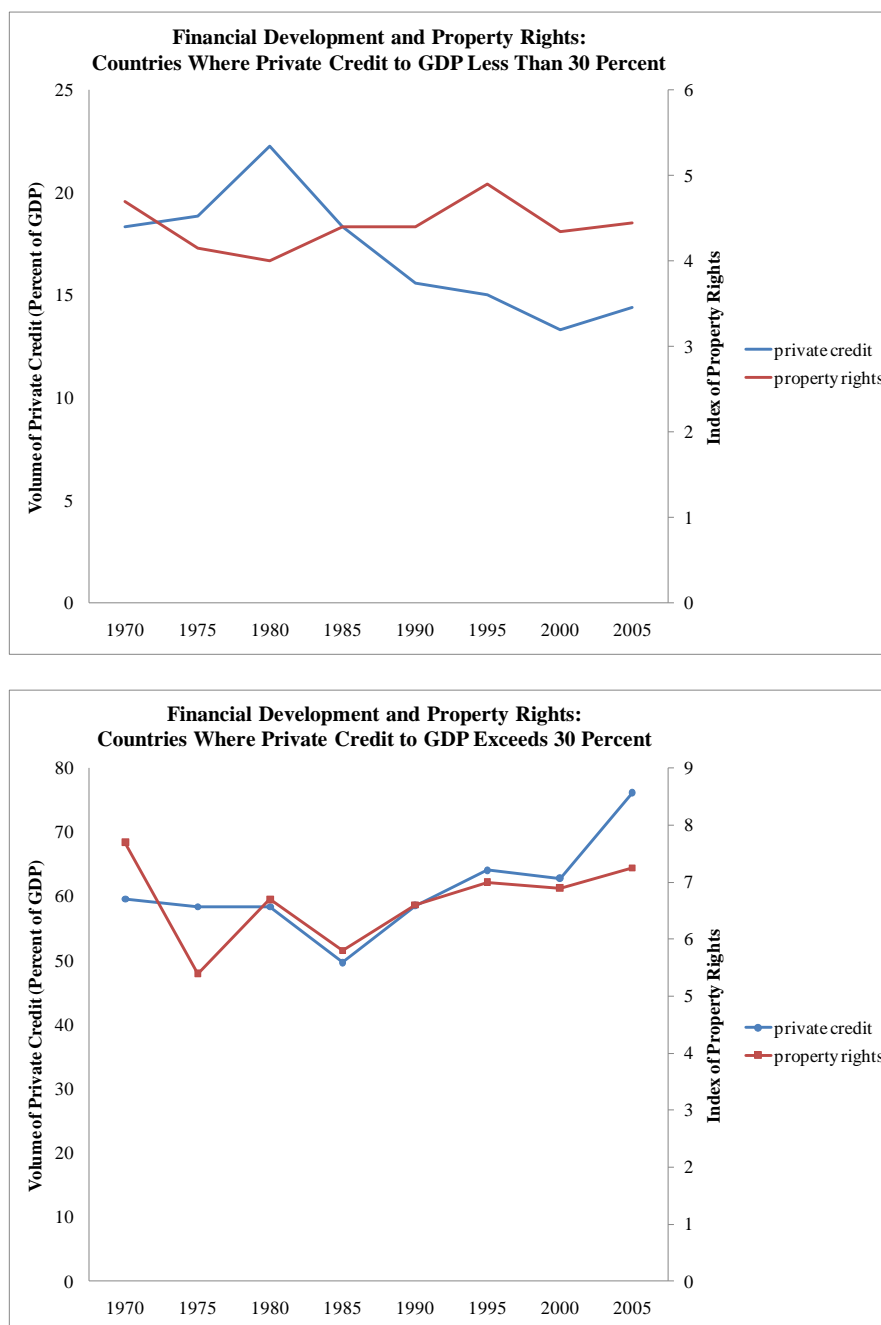 Financial Development and Property Rights:
Countries Where Private Credit to GDP Less Than 30 Percent
Volume of Private Credit (Percent of GDP)
25
20
15
10
5
0
6
5
4
3
2
1
0
Index of Property Rights
private credit
property rights
1970 1975 1980 1985 1990 1995 2000 2005
Financial Development and Property Rights:
Countries Where Private Credit to GDP Exceeds 30 Percent
Volume of Private Credit (Percent of GDP)
80
70
60
50
40
30
20
10
0
9
8
7
6
5
4
3
2
1
0
Index of Property Rights
private credit
property rights
1970 1975 1980 1985 1990 1995 2000 2005